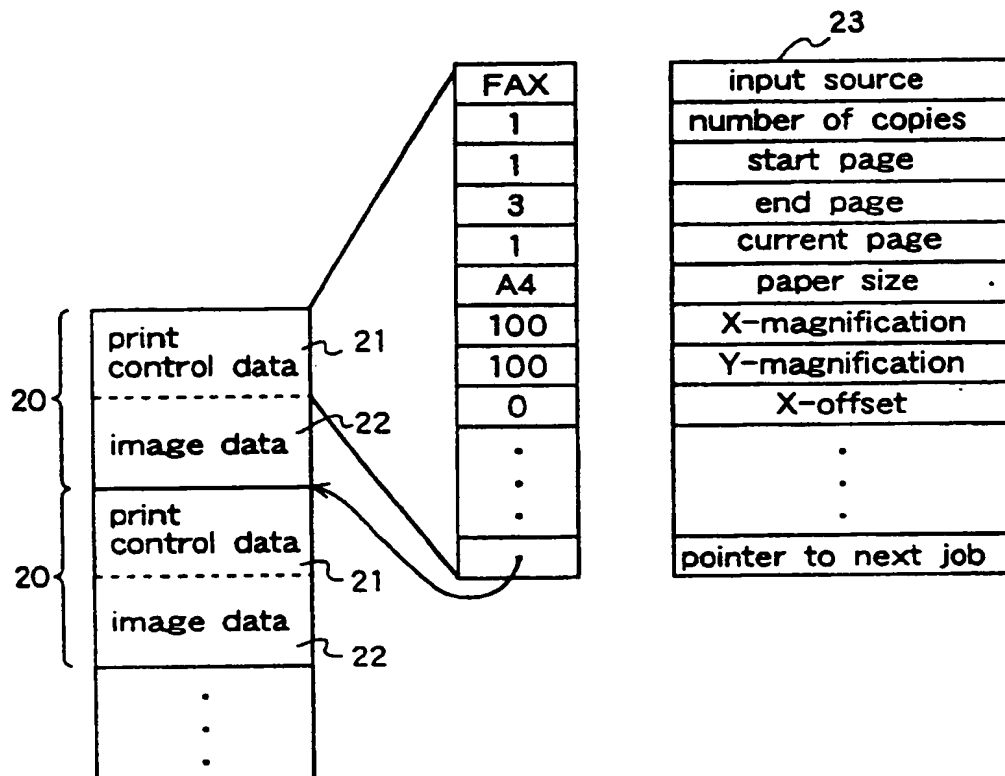 23
FAX
1
1
3
1
A4
100
100
0
input source
number of copies
start page
end page
current page
paper size
X-magnification
Y-magnification
X-offset
pointer to next job
20
print
control data
21
image data
22
20
print
control data
21
image data
22